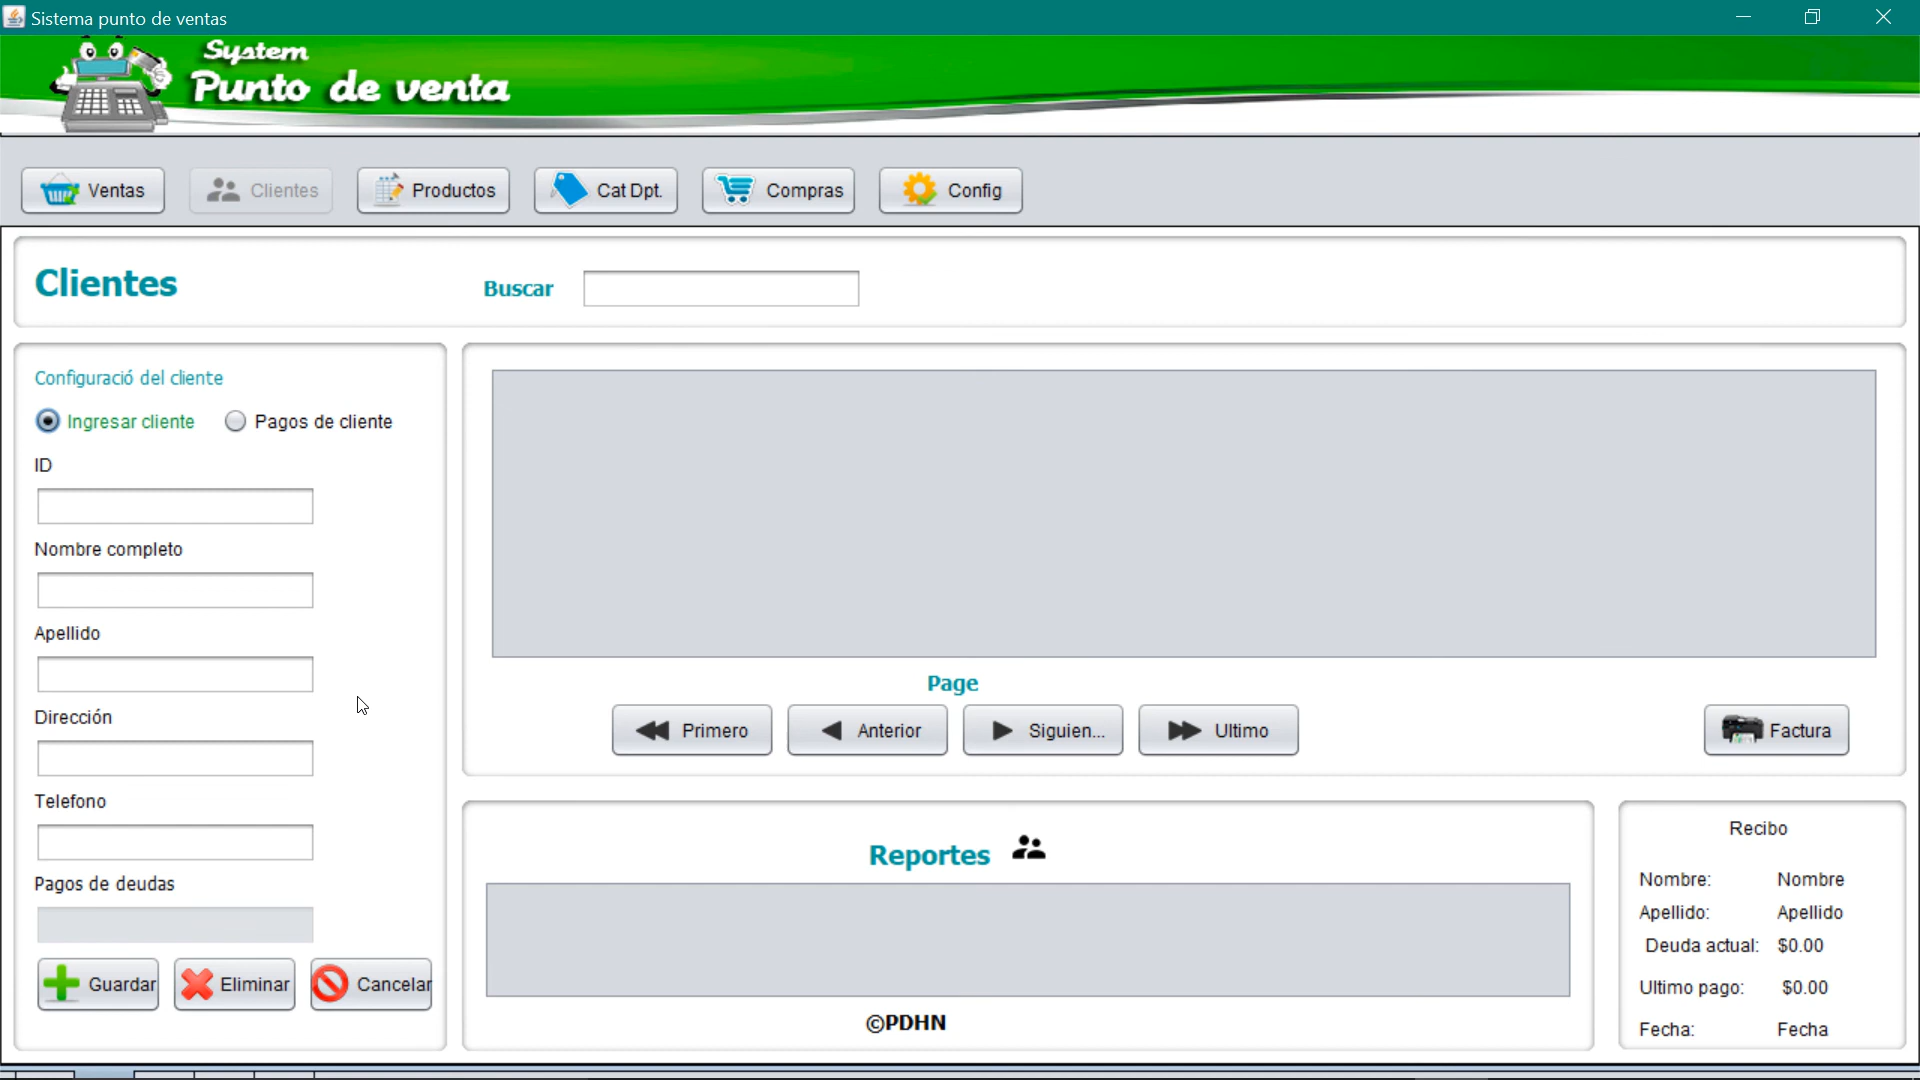 Sistema punto de ventas
System
Punto de venta
Ventas
Clientes
Productos
Cat Dpt.
Compras
Config
Clientes
Buscar
Configuració del cliente
Ingresar cliente
Pagos de cliente
ID
Nombre completo
Apellido
Dirección
Telefono
Pagos de deudas
Guardar
Eliminar
Cancelar
Page
Primero
Anterior
Siguien...
Ultimo
Factura
Reportes
©PDHN
Recibo
Nombre: Nombre
Apellido: Apellido
Deuda actual: $0.00
Ultimo pago: $0.00
Fecha: Fecha